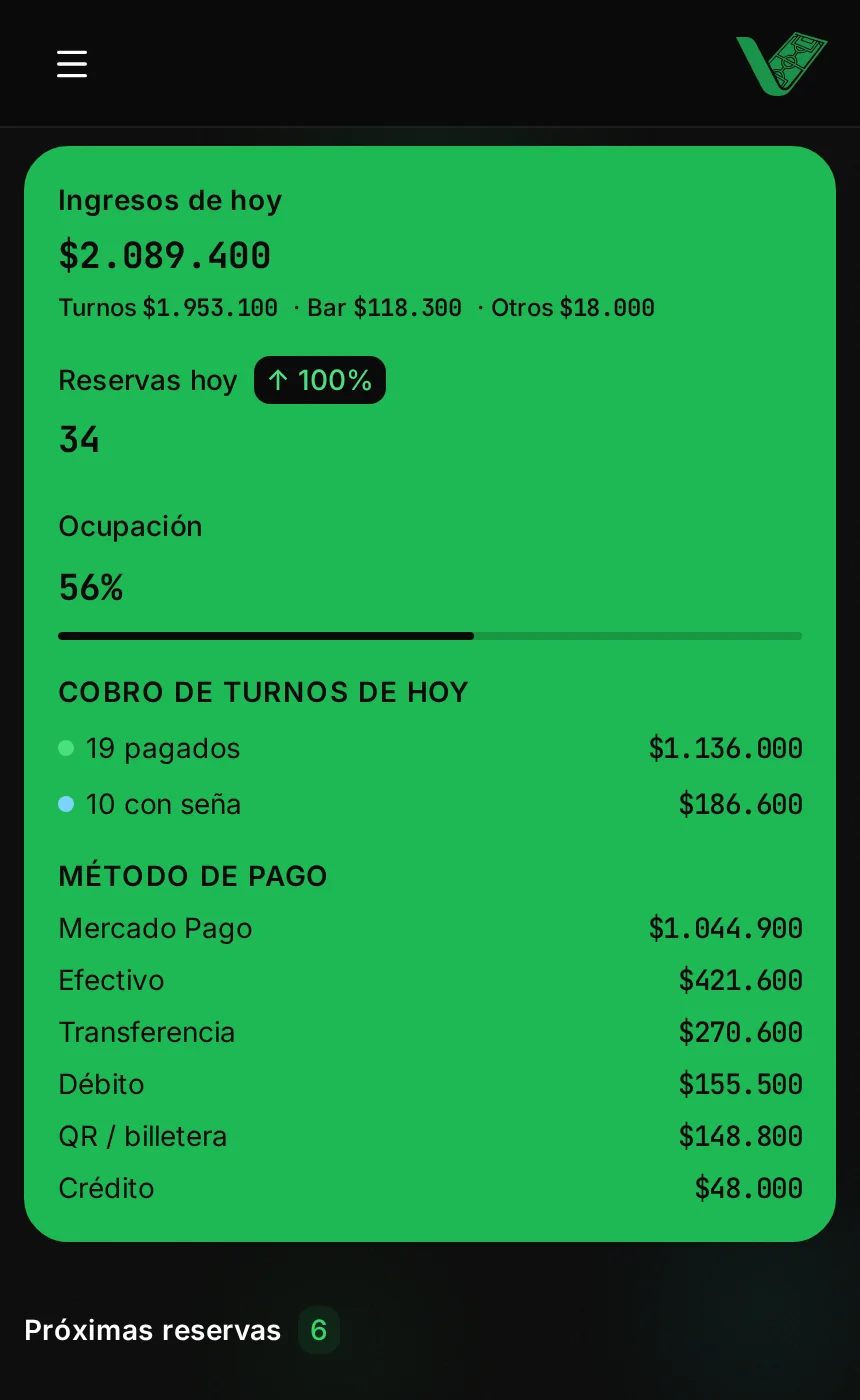 Ingresos de hoy
$2.089.400
Turnos $1.953.100 · Bar $118.300 · Otros $18.000
Reservas hoy ↑ 100%
34
Ocupación
56%
COBRO DE TURNOS DE HOY
19 pagados $1.136.000
10 con seña $186.600
MÉTODO DE PAGO
Mercado Pago $1.044.900
Efectivo $421.600
Transferencia $270.600
Débito $155.500
QR / billetera $148.800
Crédito $48.000
Próximas reservas 6